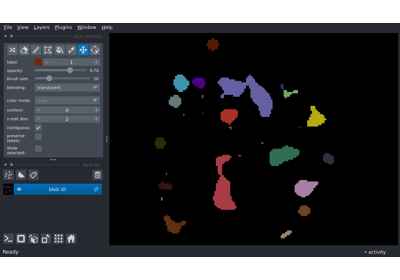 File View Layers Plugins Window Help
label: 1
opacity: 0.70
brush size: 10
blending: translucent
color mode:
contour: 0
n edit dim: 2
contiguous:
preserve labels:
show selected:
blob ID
Ready
activity